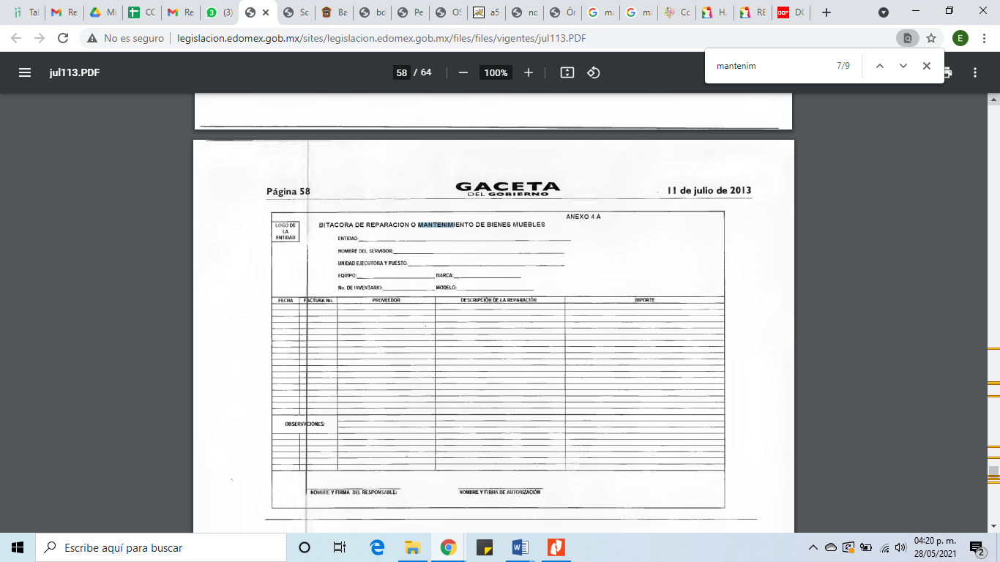 Tal
Re
Mi
CC
Re
(3)
Sc
Ba
bd
Pe
OS
a5
nc
Ór
ma
ma
Cc
H.
RE
DOF
DC
No es seguro
legislacion.edomex.gob.mx/sites/legislacion.edomex.gob.mx/files/files/vigentes/jul113.PDF
E
jul113.PDF
58 / 64
100%
mantenim
7/9
Página 58
GACETA
DEL GOBIERNO
11 de julio de 2013
ANEXO 4 A
LOGO DE
LA
ENTIDAD
BITACORA DE REPARACION O MANTENIMIENTO DE BIENES MUEBLES
ENTIDAD:
NOMBRE DEL SERVIDOR:
UNIDAD EJECUTORA Y PUESTO:
EQUIPO: MARCA:
No. DE INVENTARIO: MODELO:
FECHA FACTURA No. PROVEEDOR DESCRIPCIÓN DE LA REPARACIÓN IMPORTE
OBSERVACIONES:
NOMBRE Y FIRMA DEL RESPONSABLE: NOMBRE Y FIRMA DE AUTORIZACIÓN
Escribe aquí para buscar
04:20 p. m.
28/05/2021
2